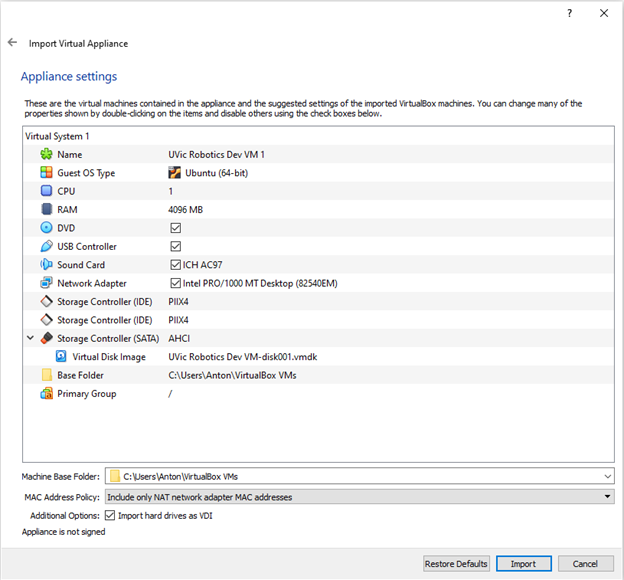 ?
Import Virtual Appliance
Appliance settings
These are the virtual machines contained in the appliance and the suggested settings of the imported VirtualBox machines. You can change many of the
properties shown by double-clicking on the items and disable others using the check boxes below.
Virtual System 1
Name UVic Robotics Dev VM 1
Guest OS Type Ubuntu (64-bit)
CPU 1
RAM 4096 MB
DVD
USB Controller
Sound Card ICH AC97
Network Adapter Intel PRO/1000 MT Desktop (82540EM)
Storage Controller (IDE) PIIX4
Storage Controller (IDE) PIIX4
Storage Controller (SATA) AHCI
Virtual Disk Image UVic Robotics Dev VM-disk001.vmdk
Base Folder C:\Users\Anton\VirtualBox VMs
Primary Group /
Machine Base Folder: C:\Users\Anton\VirtualBox VMs
MAC Address Policy: Include only NAT network adapter MAC addresses
Additional Options: Import hard drives as VDI
Appliance is not signed
Restore Defaults Import Cancel